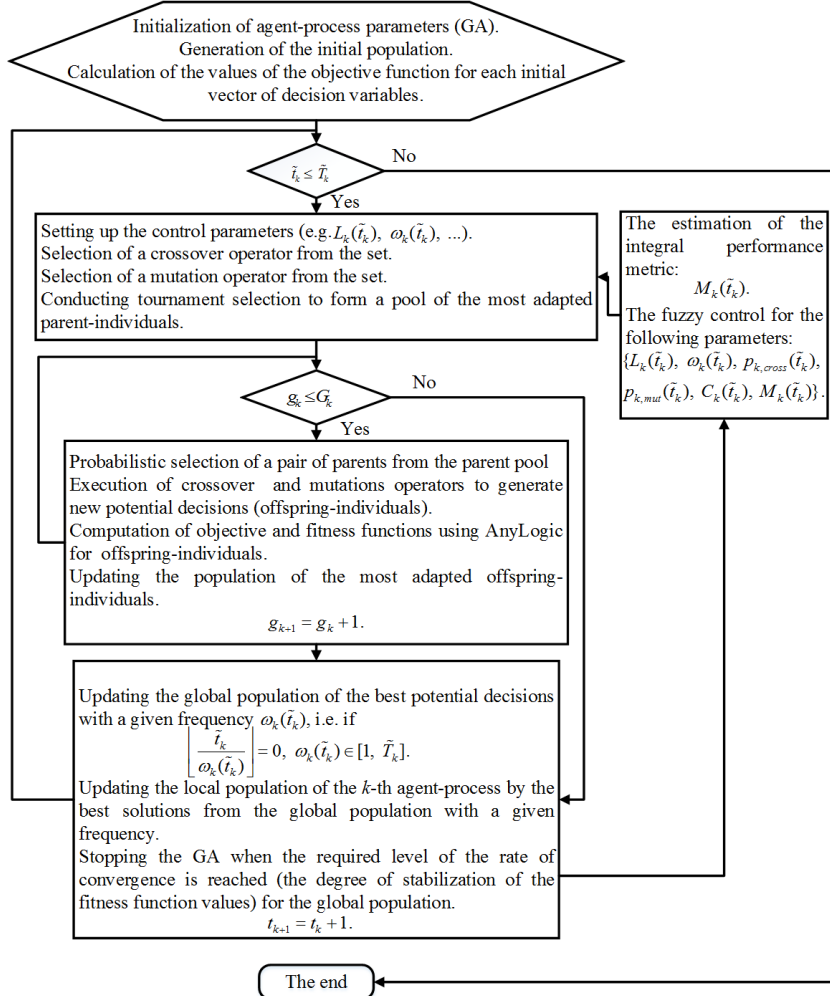 Initialization of agent-process parameters (GA).
Generation of the initial population.
Calculation of the values of the objective function for each initial
vector of decision variables.
t̃ₖ ≤ T̃ₖ
No
Yes
Setting up the control parameters (e.g. Lₖ(t̃ₖ), ωₖ(t̃ₖ), ...).
Selection of a crossover operator from the set.
Selection of a mutation operator from the set.
Conducting tournament selection to form a pool of the most adapted
parent-individuals.
The estimation of the
integral performance
metric:
Mₖ(t̃ₖ).
The fuzzy control for the
following parameters:
{Lₖ(t̃ₖ), ωₖ(t̃ₖ), p_{k,cross}(t̃ₖ),
p_{k,mut}(t̃ₖ), Cₖ(t̃ₖ), Mₖ(t̃ₖ)}.
gₖ ≤ Gₖ
No
Yes
Probabilistic selection of a pair of parents from the parent pool
Execution of crossover and mutations operators to generate
new potential decisions (offspring-individuals).
Computation of objective and fitness functions using AnyLogic
for offspring-individuals.
Updating the population of the most adapted offspring-
individuals.
gₖ₊₁ = gₖ + 1.
Updating the global population of the best potential decisions
with a given frequency ωₖ(t̃ₖ), i.e. if
⌊t̃ₖ / ωₖ(t̃ₖ)⌋ = 0, ωₖ(t̃ₖ) ∈ [1, T̃ₖ].
Updating the local population of the k-th agent-process by the
best solutions from the global population with a given
frequency.
Stopping the GA when the required level of the rate of
convergence is reached (the degree of stabilization of the
fitness function values) for the global population.
tₖ₊₁ = tₖ + 1.
The end